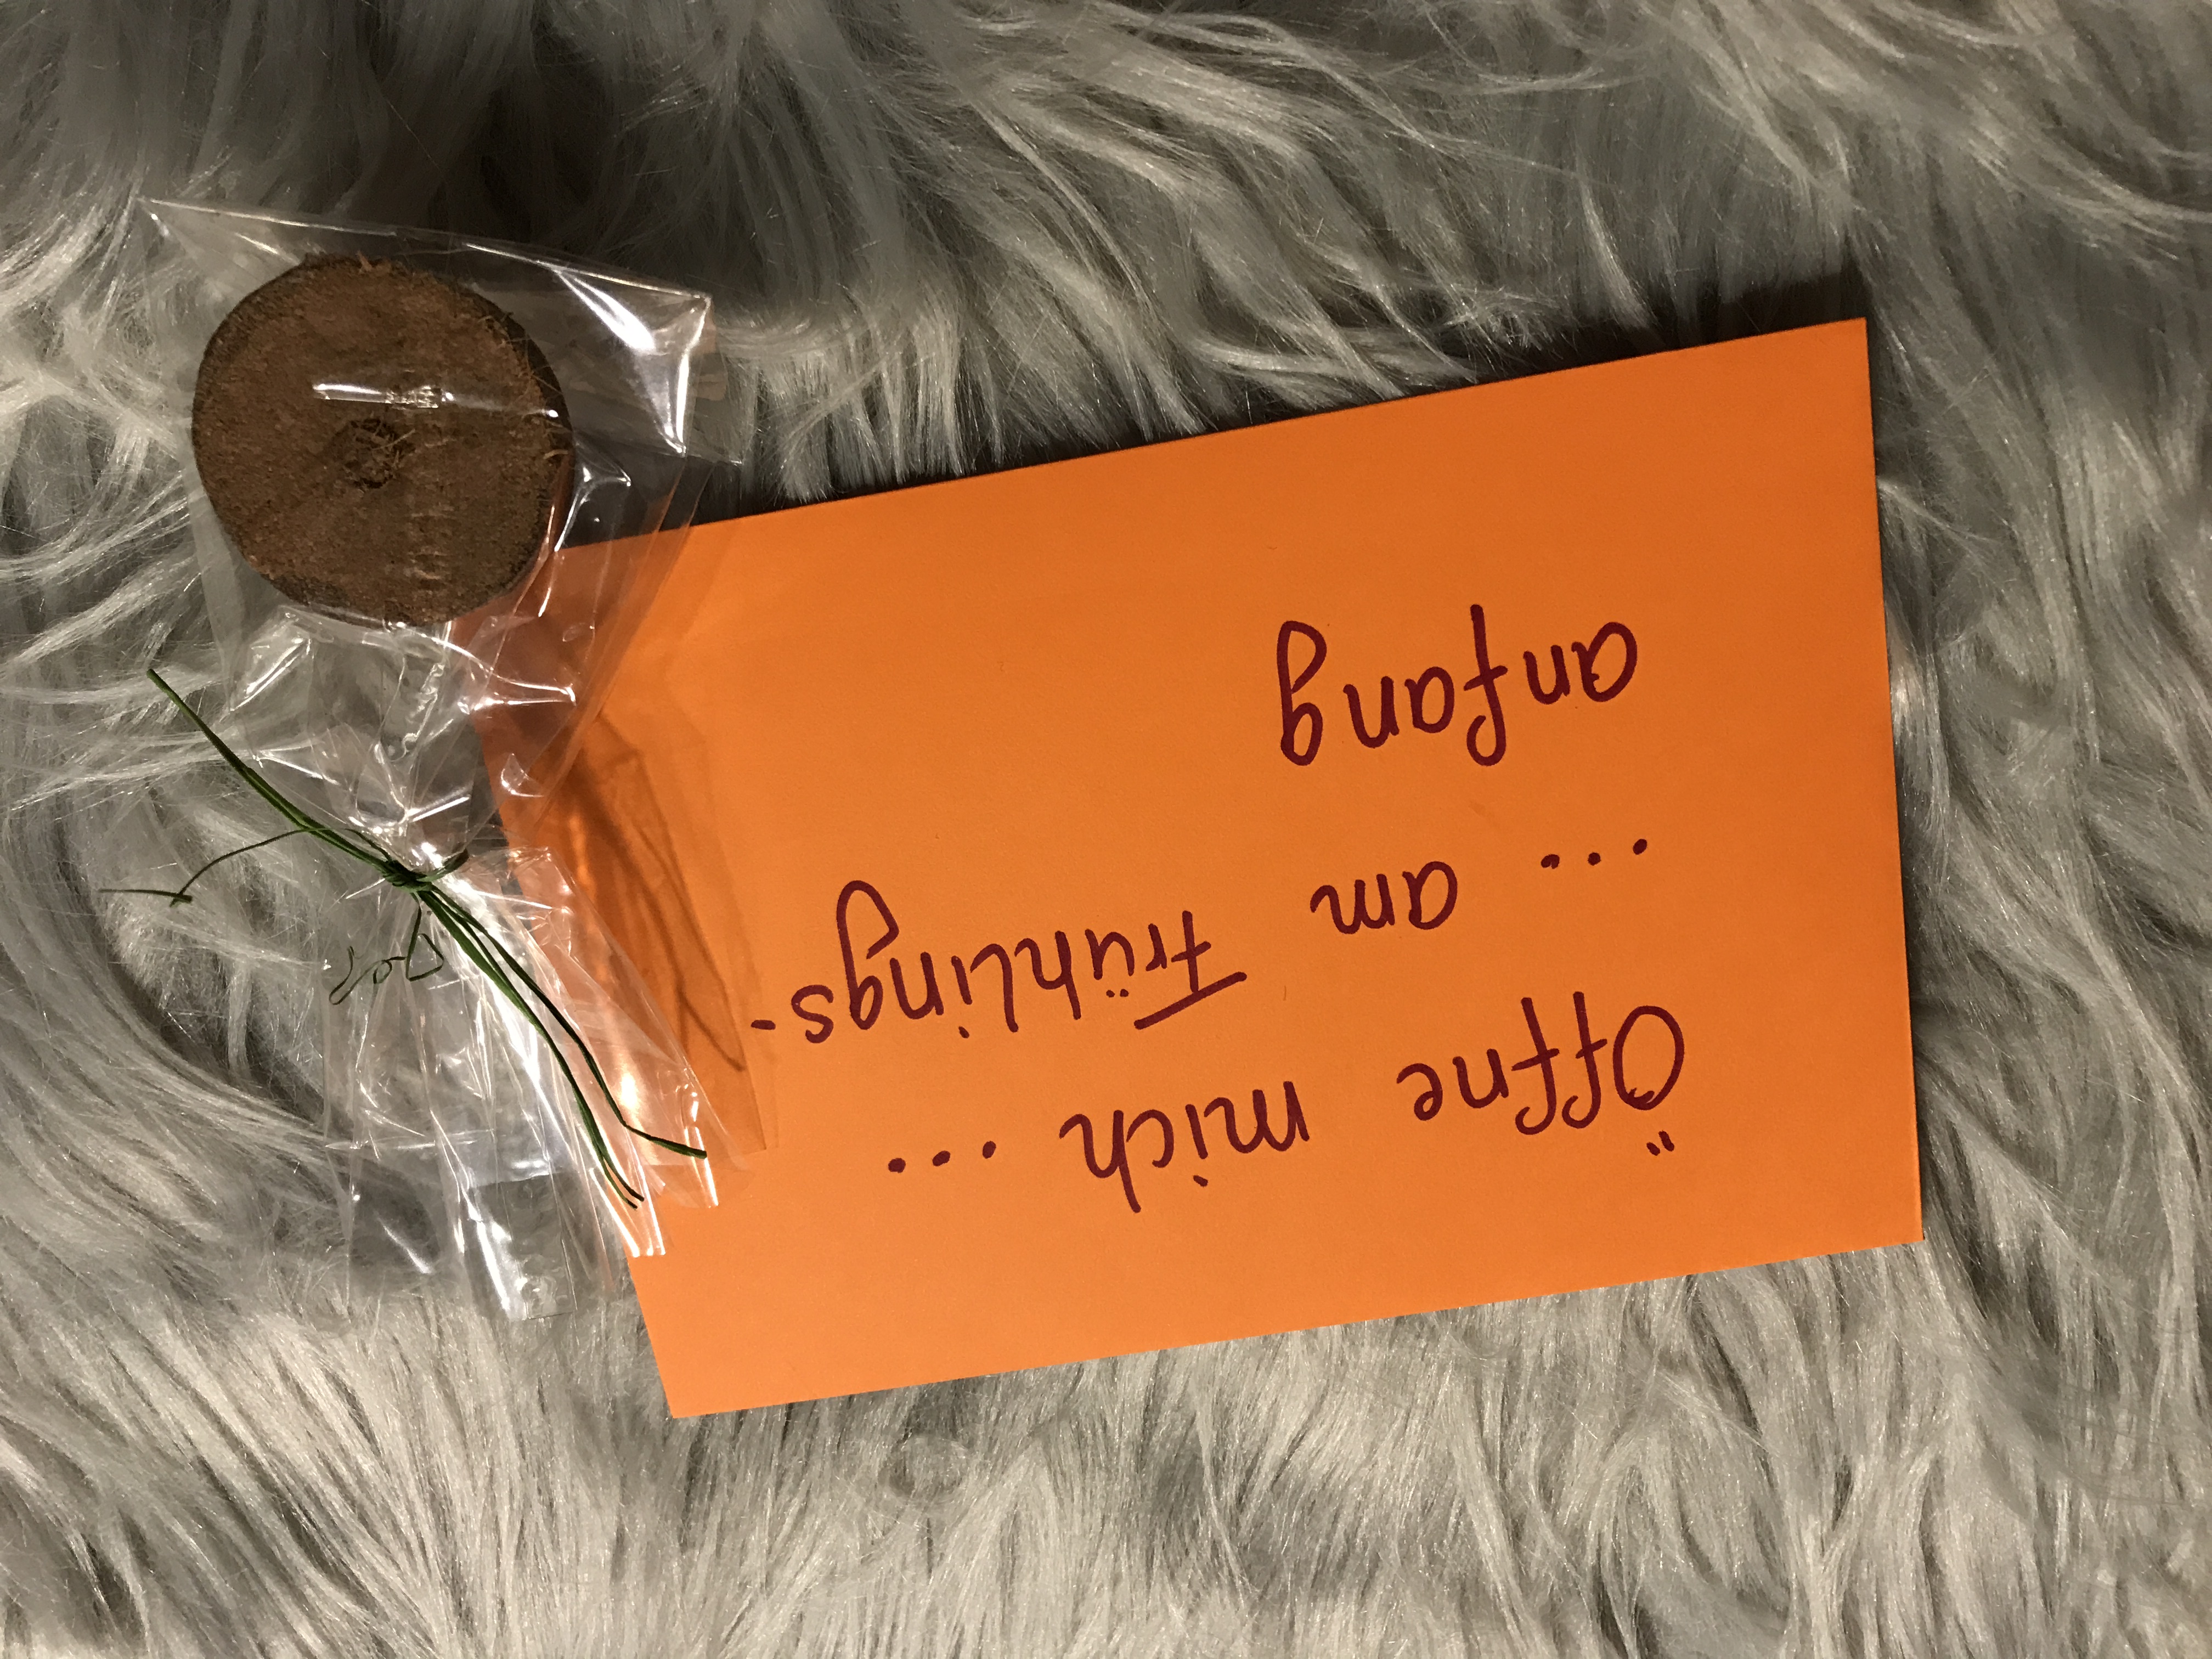 Öffne mich ...
... am Frühlings-
anfang